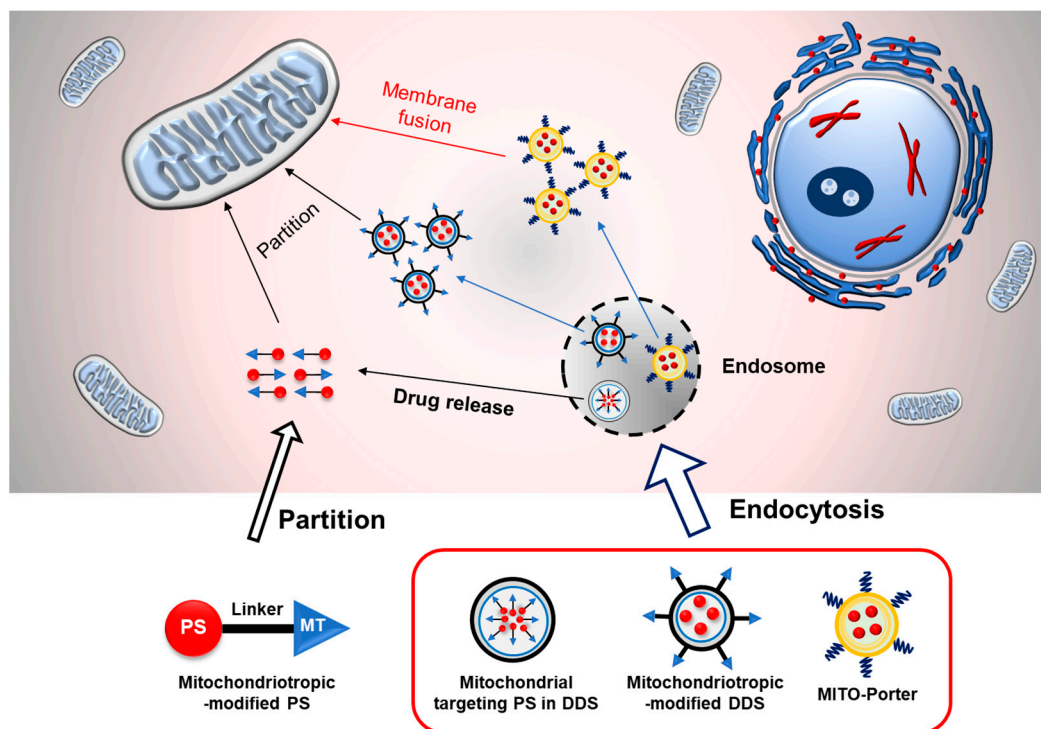 Membrane
fusion
Partition
Endosome
Drug release
Partition
Endocytosis
PS
Linker
MT
Mitochondriotropic
-modified PS
Mitochondrial
targeting PS in DDS
Mitochondriotropic
-modified DDS
MITO-Porter